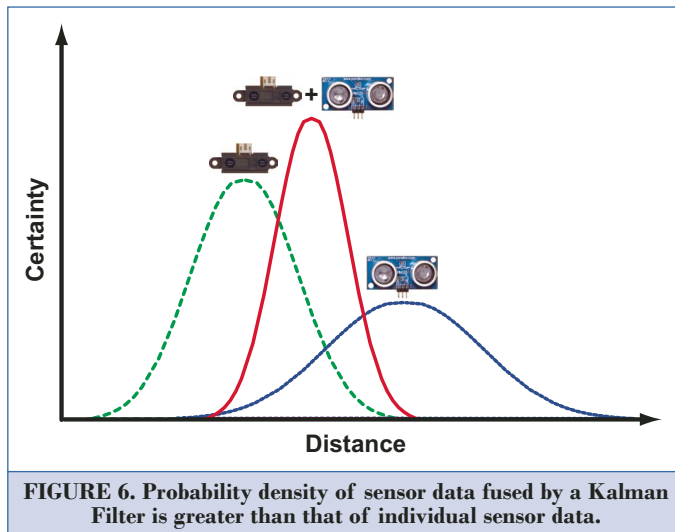 +
Certainty
Distance
FIGURE 6. Probability density of sensor data fused by a Kalman
Filter is greater than that of individual sensor data.